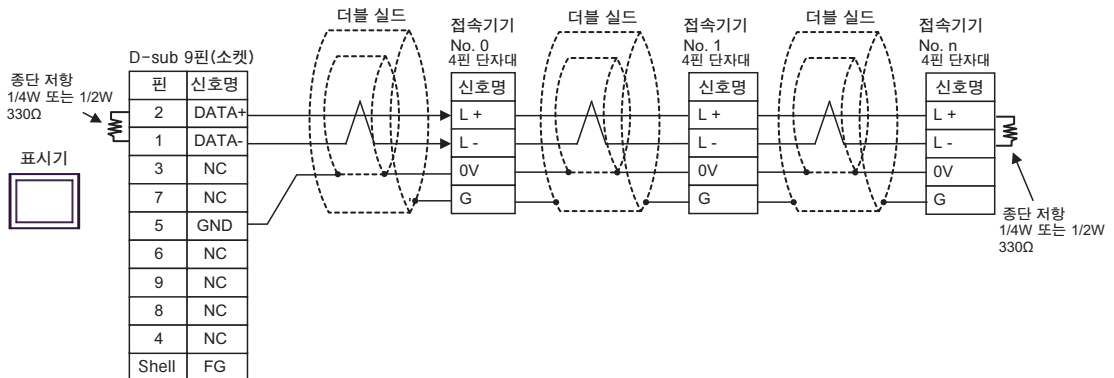 더블 실드
더블 실드
더블 실드
D-sub 9핀(소켓)
접속기기
No. 0
4핀 단자대
접속기기
No. 1
4핀 단자대
접속기기
No. n
4핀 단자대
종단 저항
1/4W 또는 1/2W
330Ω
표시기
핀 신호명
2 DATA+
1 DATA-
3 NC
7 NC
5 GND
6 NC
9 NC
8 NC
4 NC
Shell FG
신호명
L +
L -
0V
G
신호명
L +
L -
0V
G
신호명
L +
L -
0V
G
종단 저항
1/4W 또는 1/2W
330Ω